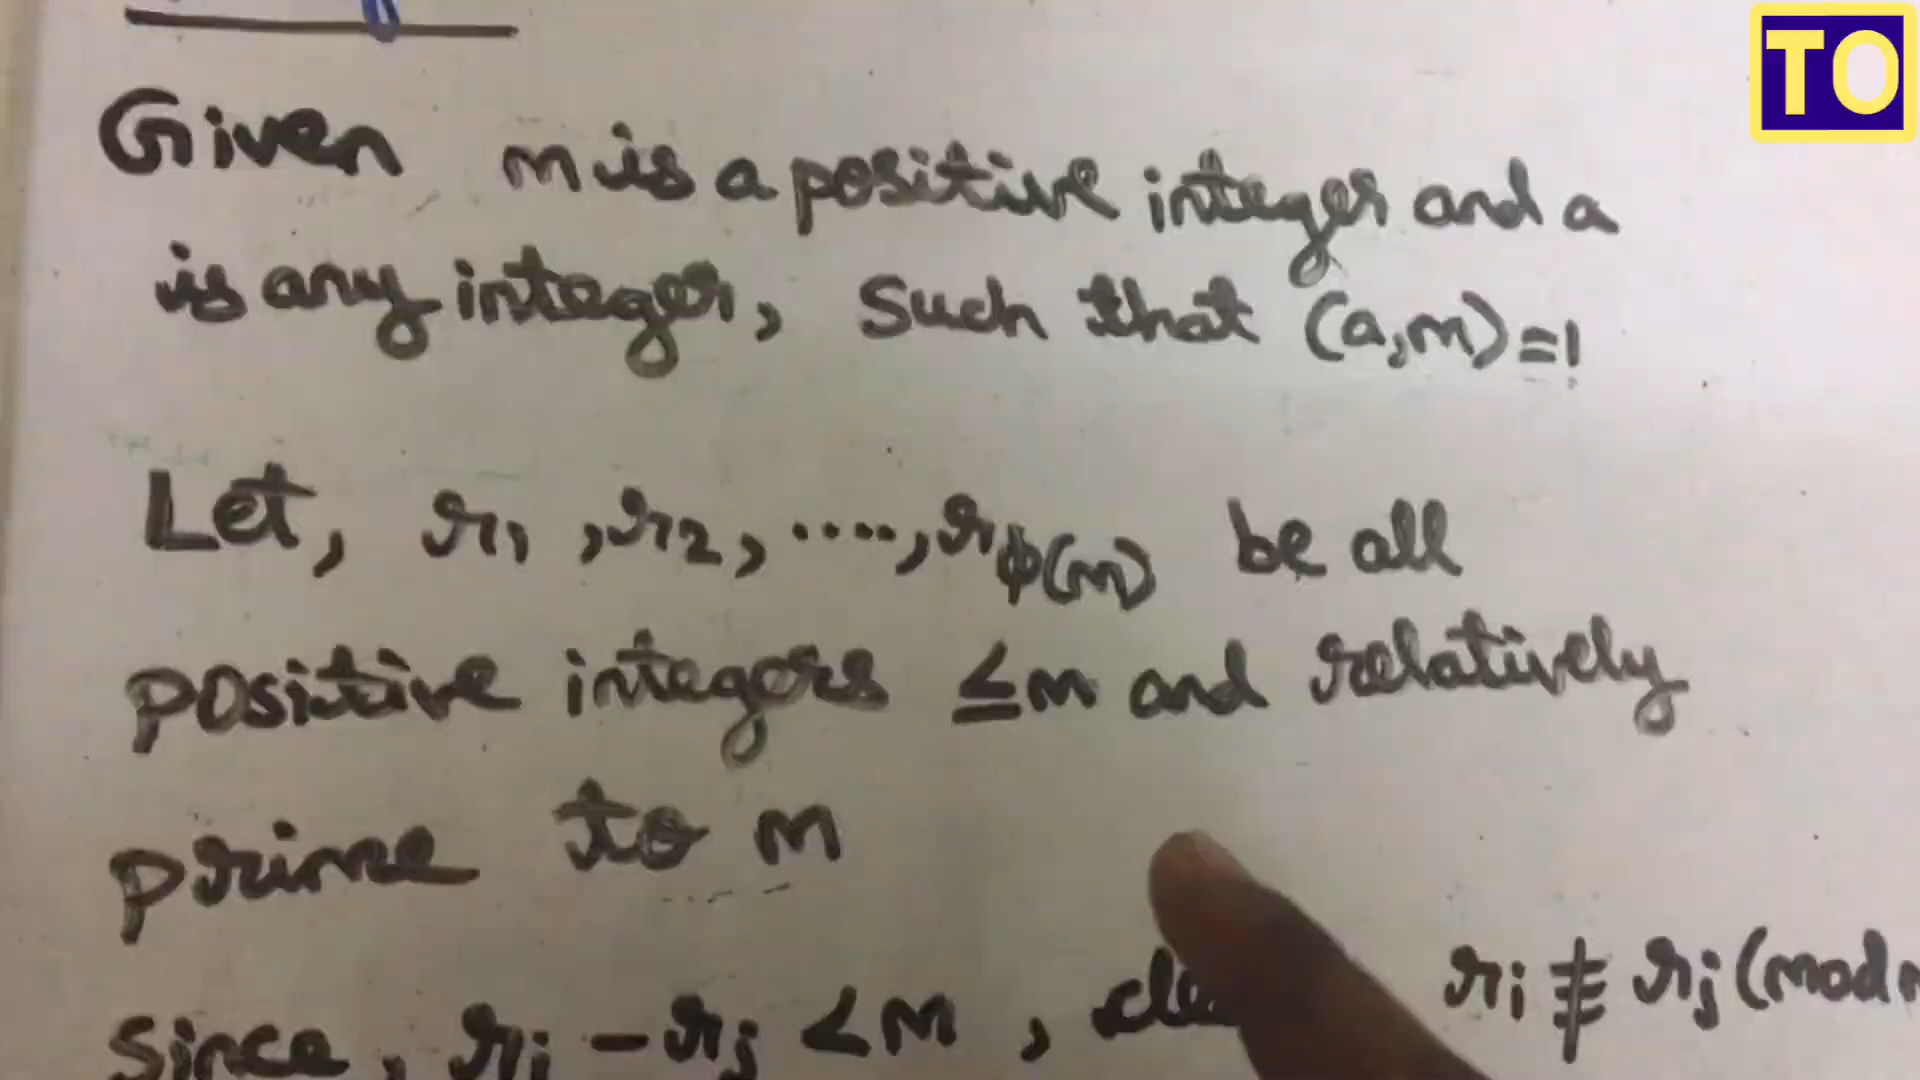 TO
Given m is a positive integer and a
is any integer, Such that (a,m)=1
Let, r₁, r₂, ...., r_φ(m) be all
positive integers ≤m and relatively
prime to m
Since, rᵢ - rⱼ < m, rᵢ ≢ rⱼ (mod